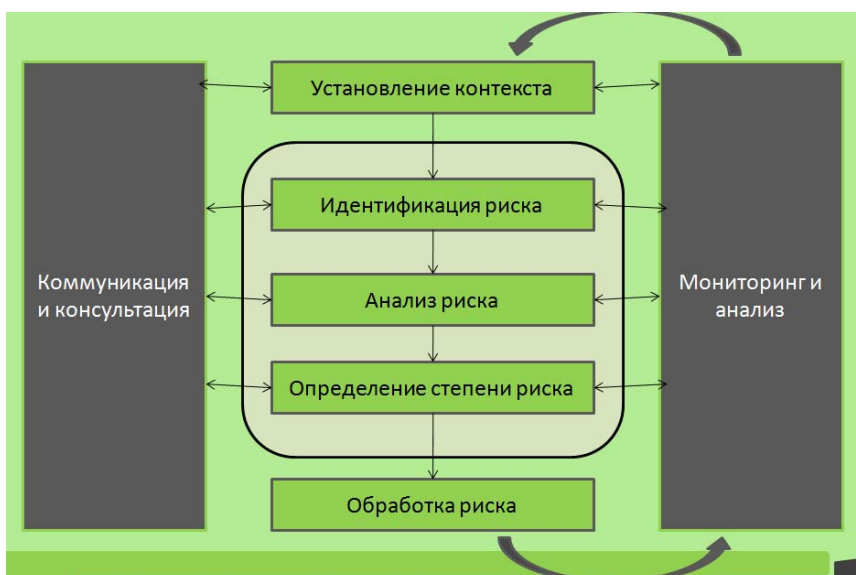 Установление контекста
Идентификация риска
Коммуникация
и консультация
Анализ риска
Мониторинг и
анализ
Определение степени риска
Обработка риска